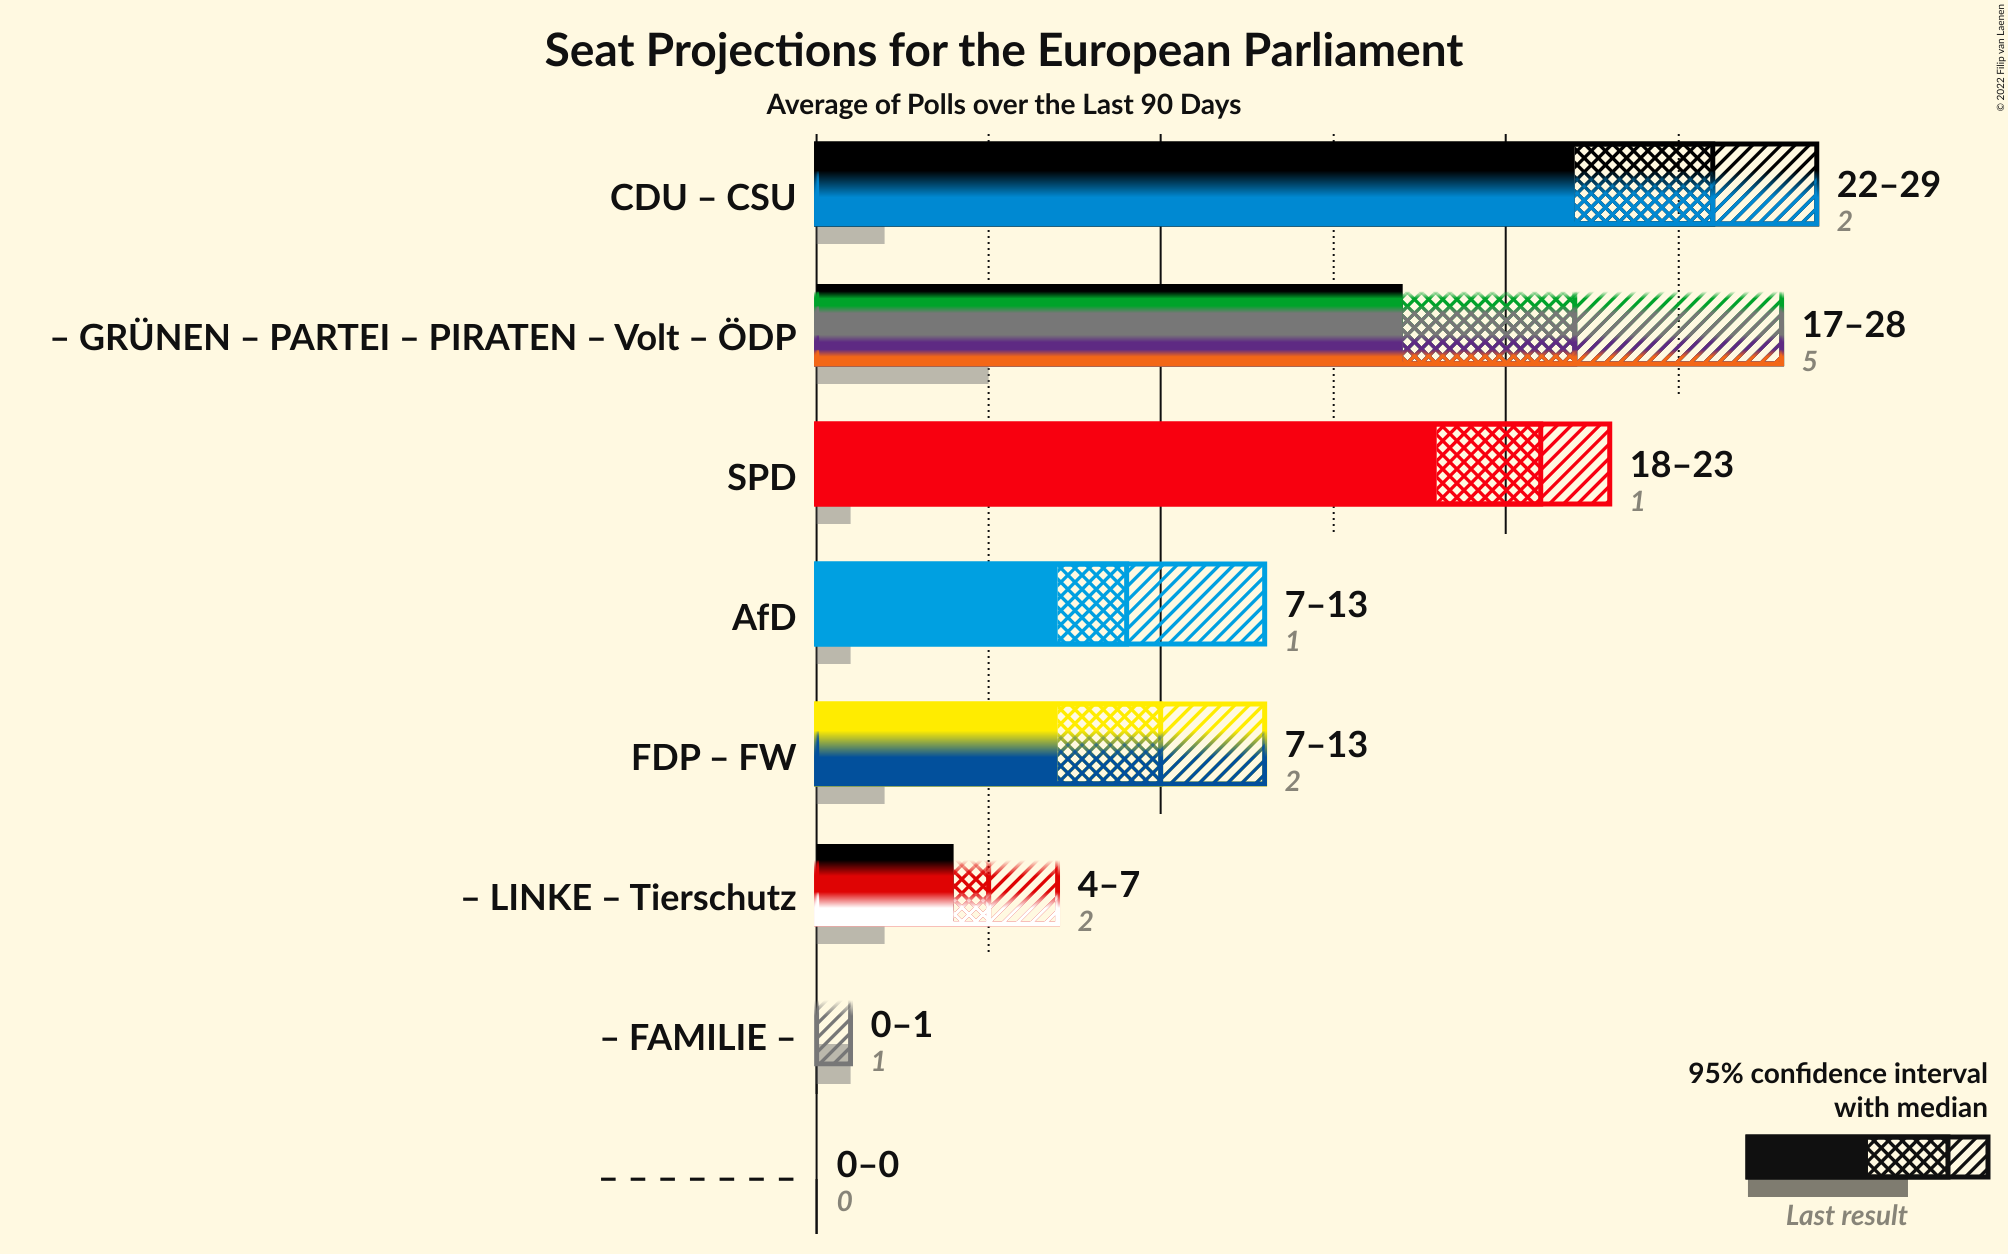 Seat Projections for the European Parliament
Average of Polls over the Last 90 Days
© 2022 Filip van Laenen
CDU – CSU
22–29
2
– GRÜNEN – PARTEI – PIRATEN – Volt – ÖDP
17–28
5
SPD
18–23
1
AfD
7–13
1
FDP – FW
7–13
2
– LINKE – Tierschutz
4–7
2
– FAMILIE –
0–1
1
– – – – – – –
0–0
0
95% confidence interval
with median
Last result